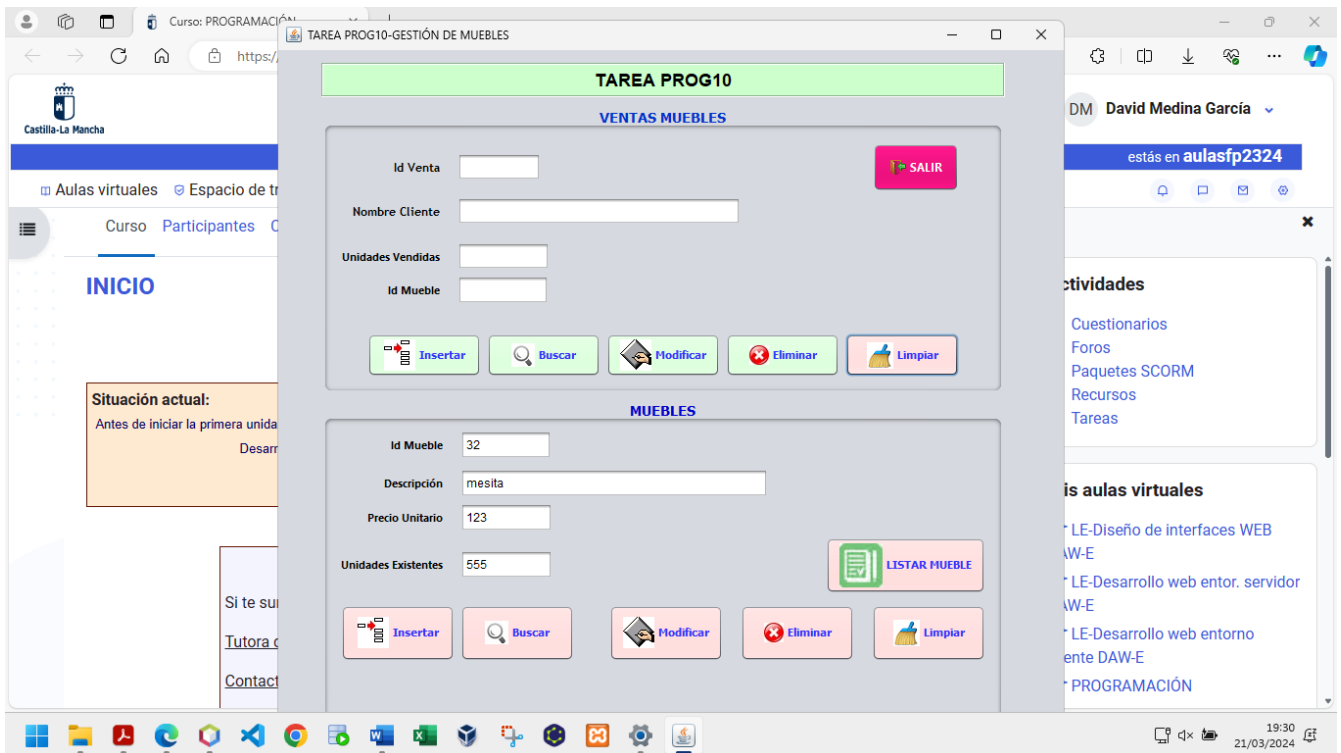 Curso: PROGRAMACIÓN
TAREA PROG10-GESTIÓN DE MUEBLES
https:/
TAREA PROG10
Castilla-La Mancha
DM David Medina García
VENTAS MUEBLES
estás en aulasfp2324
Id Venta
SALIR
Aulas virtuales Espacio de tr
Nombre Cliente
Curso Participantes C
Unidades Vendidas
INICIO
Id Mueble
ctividades
Cuestionarios
Foros
Paquetes SCORM
Recursos
Tareas
Insertar Buscar Modificar Eliminar Limpiar
Situación actual:
Antes de iniciar la primera unida
Desarr
MUEBLES
Id Mueble 32
Descripción mesita
Precio Unitario 123
Unidades Existentes 555
LISTAR MUEBLE
Insertar Buscar Modificar Eliminar Limpiar
is aulas virtuales
LE-Diseño de interfaces WEB
AW-E
LE-Desarrollo web entor. servidor
AW-E
LE-Desarrollo web entorno
ente DAW-E
PROGRAMACIÓN
Si te sur
Tutora d
Contact
19:30
21/03/2024